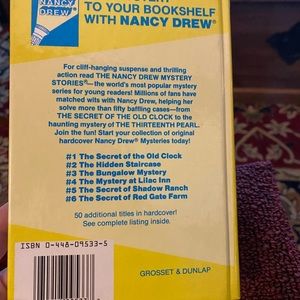 NANCY
DREW
TO YOUR BOOKSHELF
WITH NANCY DREW®
For cliff-hanging suspense and thrilling
action read THE NANCY DREW MYSTERY
STORIES®—the world's most popular mystery
series for young readers! Millions of fans have
matched wits with Nancy Drew, helping her
solve more than fifty baffling cases—from
THE SECRET OF THE OLD CLOCK to the
haunting mystery of THE THIRTEENTH PEARL.
Join the fun! Start your collection of original
hardcover Nancy Drew® Mysteries today!
#1 The Secret of the Old Clock
#2 The Hidden Staircase
#3 The Bungalow Mystery
#4 The Mystery at Lilac Inn
#5 The Secret of Shadow Ranch
#6 The Secret of Red Gate Farm
50 additional titles in hardcover!
See complete listing inside.
ISBN 0-448-09533-5
GROSSET & DUNLAP